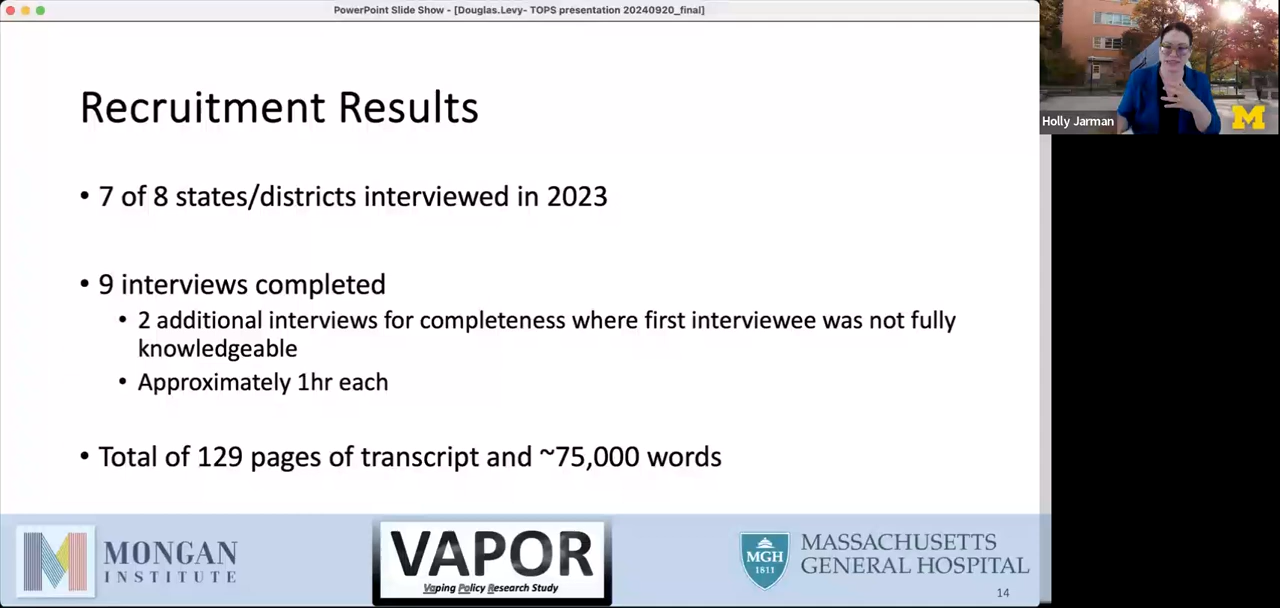 PowerPoint Slide Show - [Douglas.Levy- TOPS presentation 20240920_final]
Holly Jarman
M
Recruitment Results
• 7 of 8 states/districts interviewed in 2023
• 9 interviews completed
• 2 additional interviews for completeness where first interviewee was not fully
knowledgeable
• Approximately 1hr each
• Total of 129 pages of transcript and ~75,000 words
MONGAN
INSTITUTE
VAPOR
Vaping Policy Research Study
MGH
1811
MASSACHUSETTS
GENERAL HOSPITAL
14